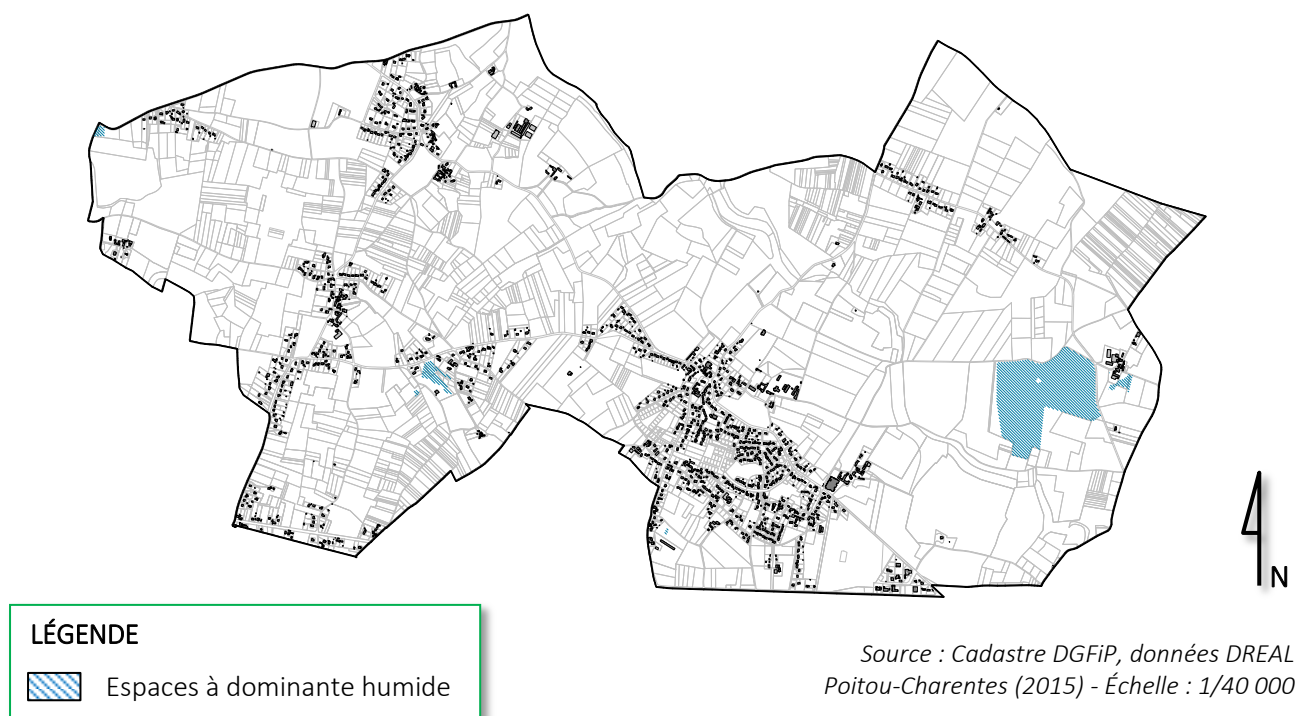 N
LÉGENDE
Espaces à dominante humide
Source : Cadastre DGFiP, données DREAL
Poitou-Charentes (2015) - Échelle : 1/40 000